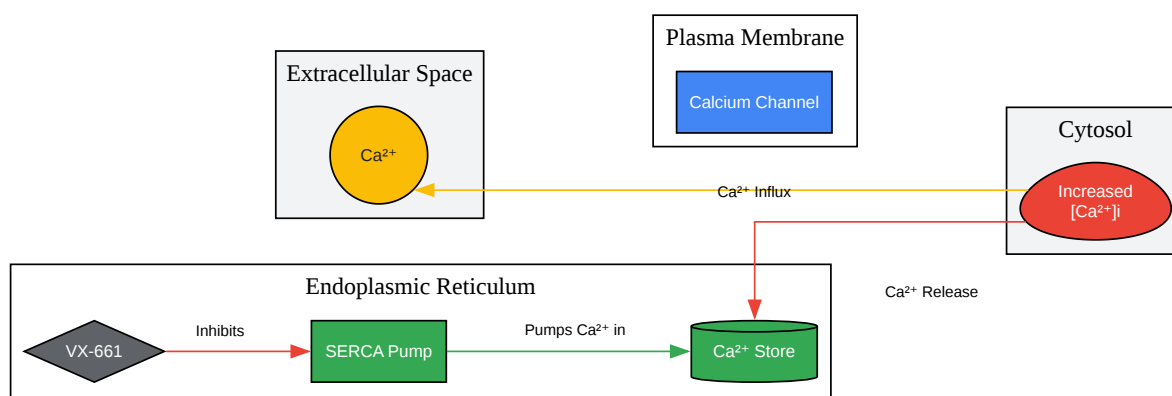 Plasma Membrane
Calcium Channel
Extracellular Space
Ca²⁺
Cytosol
Increased
[Ca²⁺]i
Ca²⁺ Influx
Ca²⁺ Release
Endoplasmic Reticulum
VX-661
Inhibits
SERCA Pump
Pumps Ca²⁺ in
Ca²⁺ Store